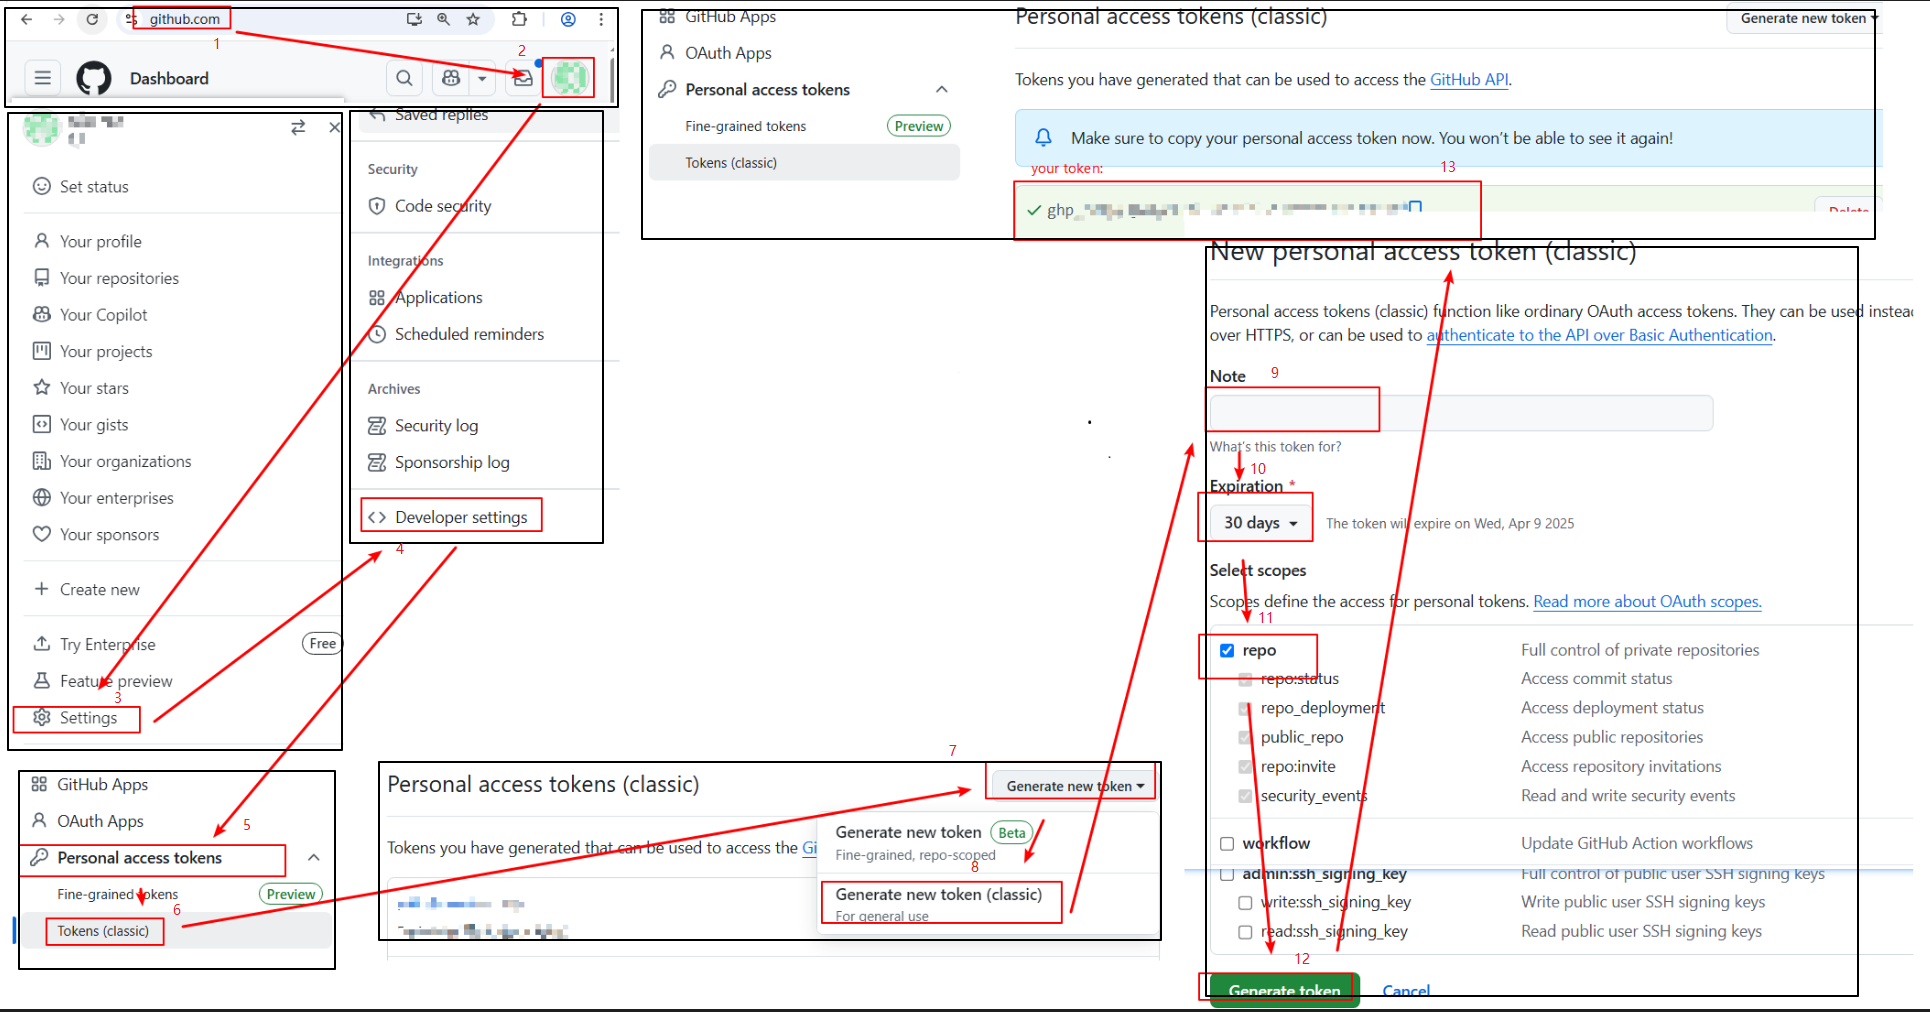 github.com
1
2
Dashboard
Set status
Your profile
Your repositories
Your Copilot
Your projects
Your stars
Your gists
Your organizations
Your enterprises
Your sponsors
Create new
Try Enterprise
Free
Feature preview
3
Settings
Saved replies
Security
Code security
Integrations
Applications
Scheduled reminders
Archives
Security log
Sponsorship log
Developer settings
4
GitHub Apps
OAuth Apps
5
Personal access tokens
Fine-grained tokens
Preview
6
Tokens (classic)
7
Personal access tokens (classic)
Generate new token
Tokens you have generated that can be used to access the Gi
Generate new token Beta
Fine-grained, repo-scoped
8
Generate new token (classic)
For general use
New personal access token (classic)
Personal access tokens (classic) function like ordinary OAuth access tokens. They can be used instead
over HTTPS, or can be used to authenticate to the API over Basic Authentication.
Note
9
What's this token for?
10
Expiration *
30 days
The token will expire on Wed, Apr 9 2025
Select scopes
Scopes define the access for personal tokens. Read more about OAuth scopes.
11
repo Full control of private repositories
repo:status Access commit status
repo_deployment Access deployment status
public_repo Access public repositories
repo:invite Access repository invitations
security_events Read and write security events
workflow Update GitHub Action workflows
admin:ssh_signing_key Full control of public user SSH signing keys
write:ssh_signing_key Write public user SSH signing keys
read:ssh_signing_key Read public user SSH signing keys
12
Generate token
Cancel
GitHub Apps
OAuth Apps
Personal access tokens
Fine-grained tokens
Preview
Tokens (classic)
Personal access tokens (classic)
Generate new token
Tokens you have generated that can be used to access the GitHub API.
Make sure to copy your personal access token now. You won't be able to see it again!
your token:
13
ghp_
Delete